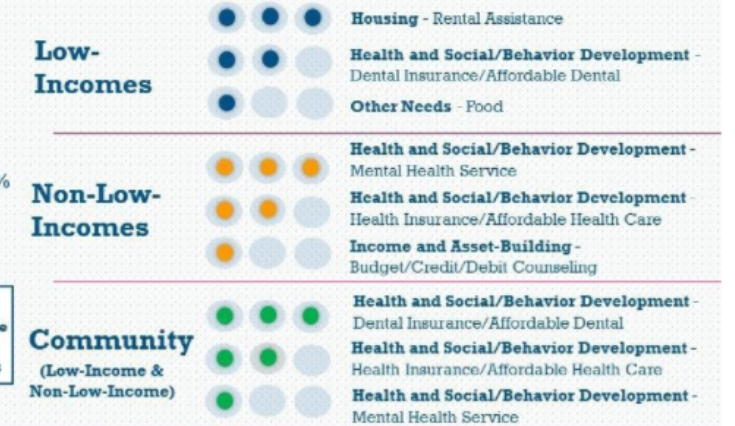 Low-
Incomes
Housing - Rental Assistance
Health and Social/Behavior Development -
Dental Insurance/Affordable Dental
Other Needs - Food
%
Non-Low-
Incomes
Health and Social/Behavior Development -
Mental Health Service
Health and Social/Behavior Development -
Health Insurance/Affordable Health Care
Income and Asset-Building -
Budget/Credit/Debit Counseling
Community
(Low-Income &
Non-Low-Income)
Health and Social/Behavior Development -
Dental Insurance/Affordable Dental
Health and Social/Behavior Development -
Health Insurance/Affordable Health Care
Health and Social/Behavior Development -
Mental Health Service